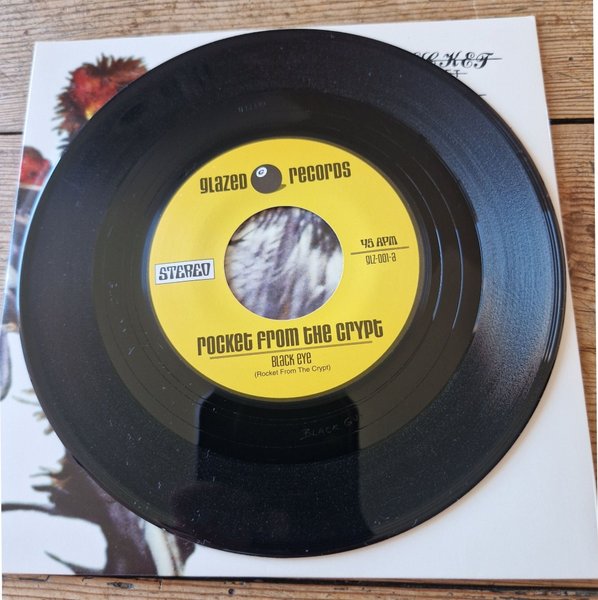 glazed records
STEREO
45 RPM
glz-001-a
Rocket from the Crypt
Black eye
(Rocket From The Crypt)